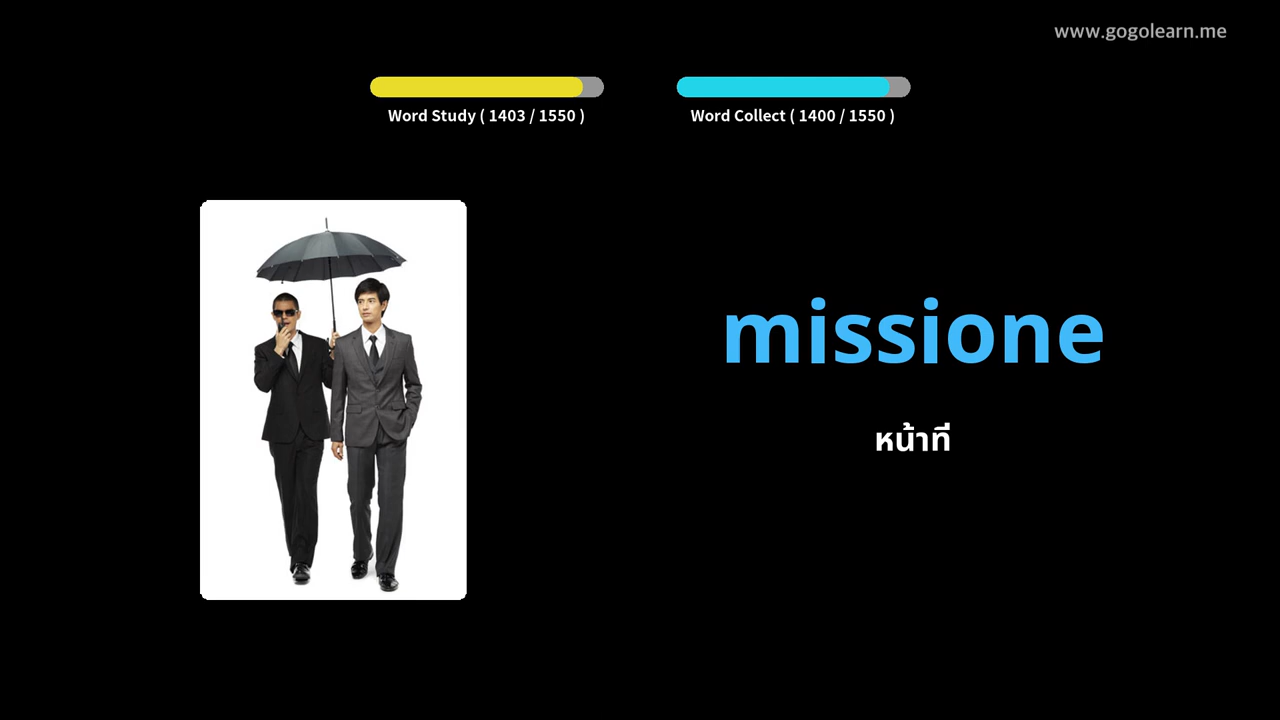 www.gogolearn.me
Word Study ( 1403 / 1550 )
Word Collect ( 1400 / 1550 )
missione
หน้าที่